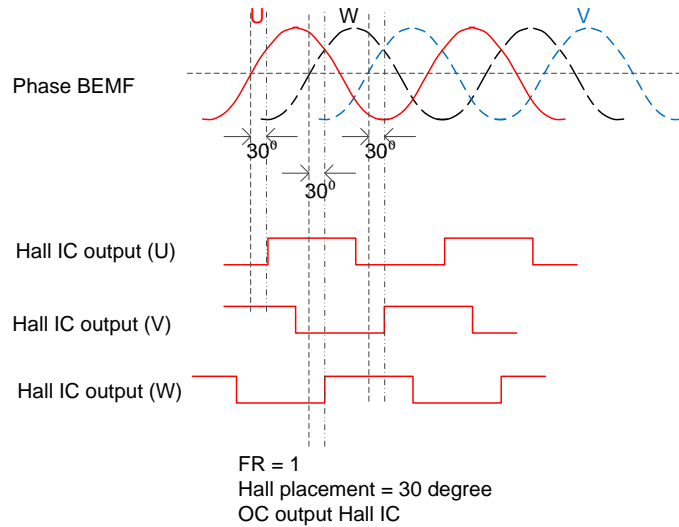 U W V
Phase BEMF
30⁰ 30⁰
30⁰
Hall IC output (U)
Hall IC output (V)
Hall IC output (W)
FR = 1
Hall placement = 30 degree
OC output Hall IC